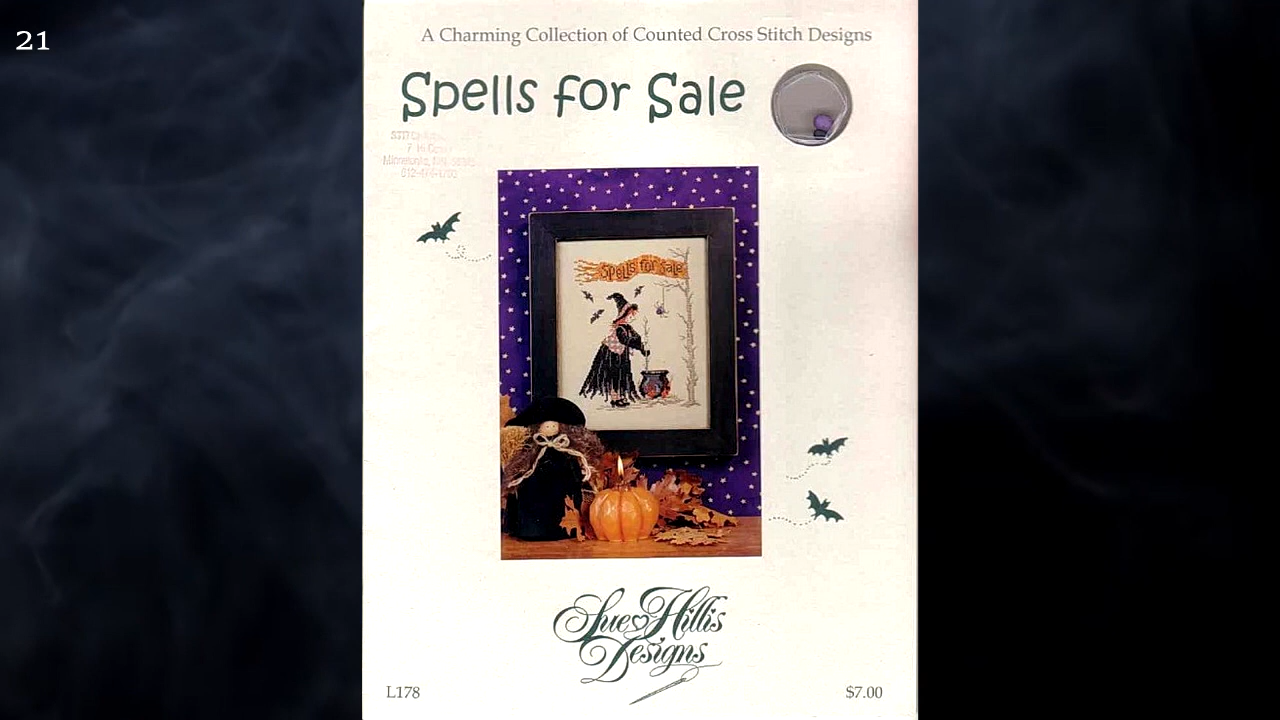 21
A Charming Collection of Counted Cross Stitch Designs
Spells for Sale
Spells for Sale
Sue Hillis
Designs
L178
$7.00